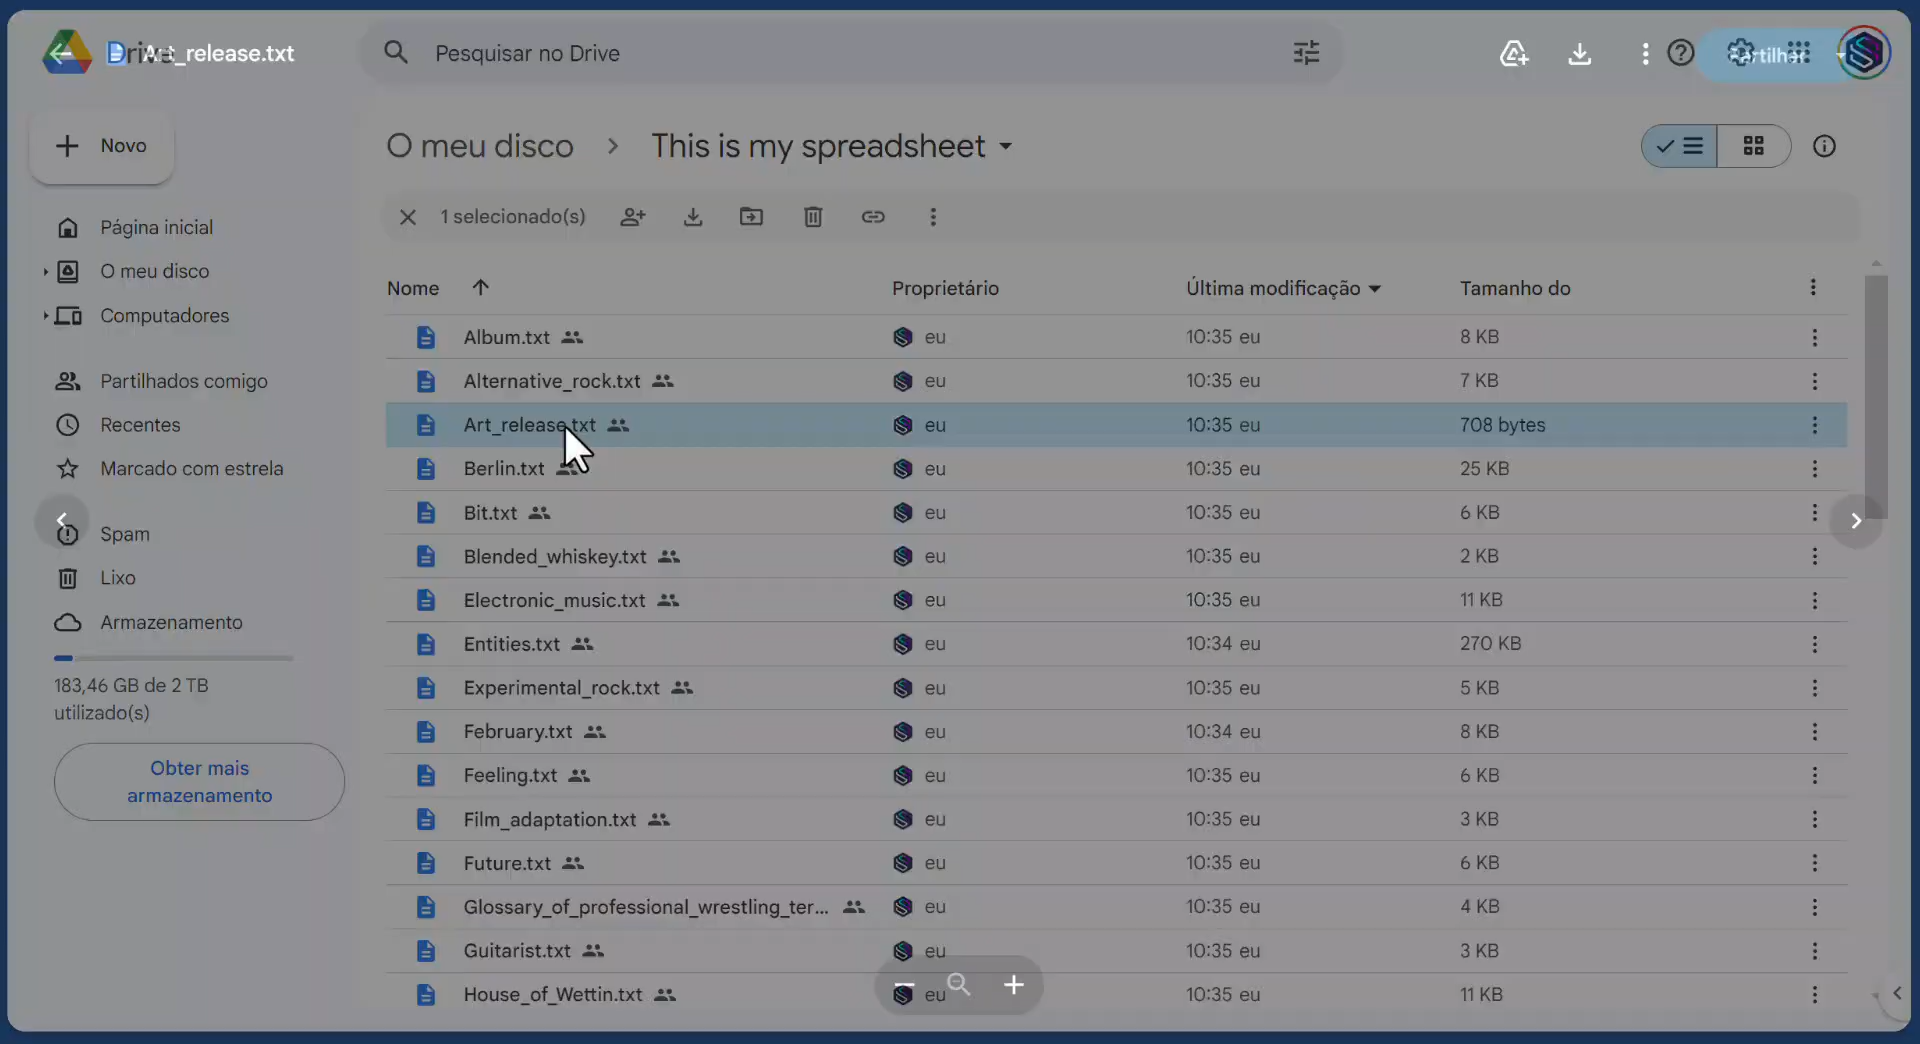 Drive
Art_release.txt
Pesquisar no Drive
Partilhar
Novo
O meu disco
This is my spreadsheet
1 selecionado(s)
Página inicial
O meu disco
Computadores
Partilhados comigo
Recentes
Marcado com estrela
Spam
Lixo
Armazenamento
183,46 GB de 2 TB
utilizado(s)
Obter mais
armazenamento
Nome Proprietário Última modificação Tamanho do
Album.txt eu 10:35 eu 8 KB
Alternative_rock.txt eu 10:35 eu 7 KB
Art_release.txt eu 10:35 eu 708 bytes
Berlin.txt eu 10:35 eu 25 KB
Bit.txt eu 10:35 eu 6 KB
Blended_whiskey.txt eu 10:35 eu 2 KB
Electronic_music.txt eu 10:35 eu 11 KB
Entities.txt eu 10:34 eu 270 KB
Experimental_rock.txt eu 10:35 eu 5 KB
February.txt eu 10:34 eu 8 KB
Feeling.txt eu 10:35 eu 6 KB
Film_adaptation.txt eu 10:35 eu 3 KB
Future.txt eu 10:35 eu 6 KB
Glossary_of_professional_wrestling_ter... eu 10:35 eu 4 KB
Guitarist.txt eu 10:35 eu 3 KB
House_of_Wettin.txt eu 10:35 eu 11 KB